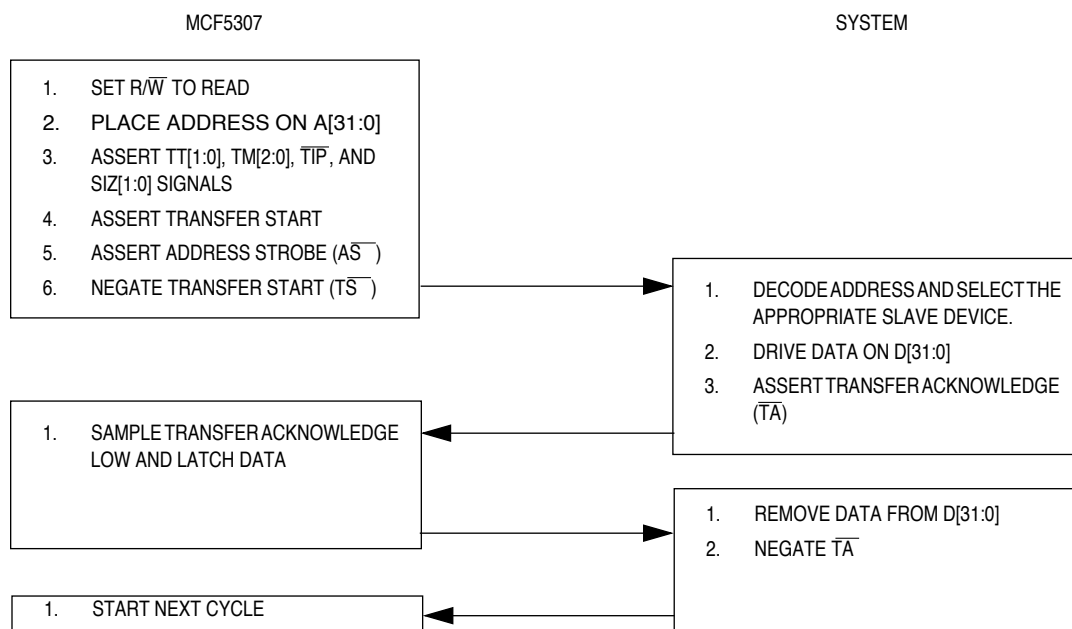 MCF5307
SYSTEM
1. SET R/W̅ TO READ
2. PLACE ADDRESS ON A[31:0]
3. ASSERT TT[1:0], TM[2:0], T̅I̅P̅, AND
SIZ[1:0] SIGNALS
4. ASSERT TRANSFER START
5. ASSERT ADDRESS STROBE (AS̅ )
6. NEGATE TRANSFER START (TS̅ )
1. DECODE ADDRESS AND SELECT THE
APPROPRIATE SLAVE DEVICE.
2. DRIVE DATA ON D[31:0]
3. ASSERT TRANSFER ACKNOWLEDGE
(T̅A̅)
1. SAMPLE TRANSFER ACKNOWLEDGE
LOW AND LATCH DATA
1. REMOVE DATA FROM D[31:0]
2. NEGATE T̅A̅
1. START NEXT CYCLE